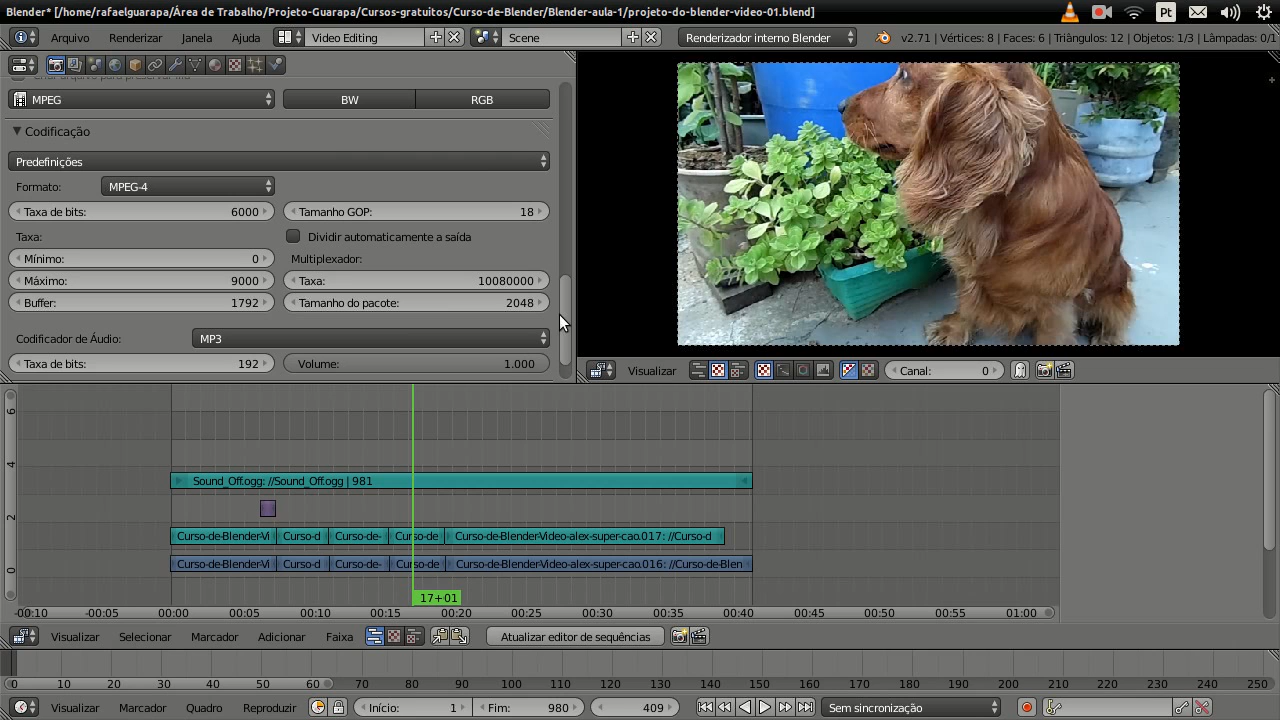 Blender* [/home/rafaelguarapa/Área de Trabalho/Projeto-Guarapa/Cursos-gratuitos/Curso-de-Blender/Blender-aula-1/projeto-do-blender-video-01.blend] Pt
Arquivo Renderizar Janela Ajuda Video Editing Scene Renderizador interno Blender v2.71 | Vértices: 8 | Faces: 6 | Triângulos: 12 | Objetos: 1/3 | Lâmpadas: 0/1
MPEG BW RGB
Codificação
Predefinições
Formato: MPEG-4
Taxa de bits: 6000 Tamanho GOP: 18
Taxa: Dividir automaticamente a saída
Mínimo: 0 Multiplexador:
Máximo: 9000 Taxa: 10080000
Buffer: 1792 Tamanho do pacote: 2048
Codificador de Áudio: MP3
Taxa de bits: 192 Volume: 1.000
Visualizar Canal: 0
6
4
Sound_Off.ogg: //Sound_Off.ogg | 981
2
Curso-de-Blender-Vi Curso-d Curso-de- Curso-de Curso-de-Blender-Video-alex-super-cao.017: //Curso-d
0
Curso-de-Blender-Vi Curso-d Curso-de- Curso-de Curso-de-Blender-Video-alex-super-cao.016: //Curso-de-Blen
17+01
-00:10 -00:05 00:00 00:05 00:10 00:15 00:20 00:25 00:30 00:35 00:40 00:45 00:50 00:55 01:00
Visualizar Selecionar Marcador Adicionar Faixa Atualizar editor de sequências
0 10 20 30 40 50 60 70 80 90 100 110 120 130 140 150 160 170 180 190 200 210 220 230 240 250
Visualizar Marcador Quadro Reproduzir Início: 1 Fim: 980 409 Sem sincronização